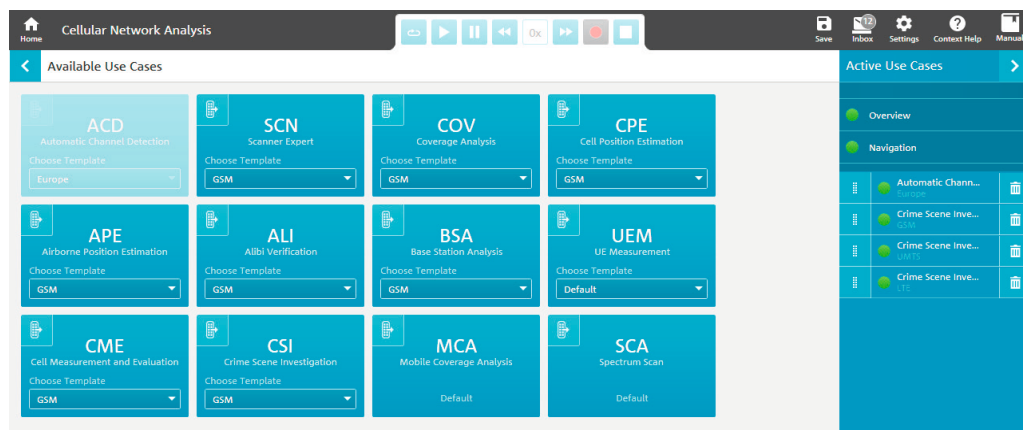 Home
Cellular Network Analysis
0x
Save
12
Inbox
Settings
?
Context Help
Manual
Available Use Cases
Active Use Cases
ACD
Automatic Channel Detection
Choose Template
Europe
SCN
Scanner Expert
Choose Template
GSM
COV
Coverage Analysis
Choose Template
GSM
CPE
Cell Position Estimation
Choose Template
GSM
APE
Airborne Position Estimation
Choose Template
GSM
ALI
Alibi Verification
Choose Template
GSM
BSA
Base Station Analysis
Choose Template
GSM
UEM
UE Measurement
Choose Template
Default
CME
Cell Measurement and Evaluation
Choose Template
GSM
CSI
Crime Scene Investigation
Choose Template
GSM
MCA
Mobile Coverage Analysis
Default
SCA
Spectrum Scan
Default
Overview
Navigation
Automatic Chann...
Europe
Crime Scene Inve...
GSM
Crime Scene Inve...
UMTS
Crime Scene Inve...
LTE